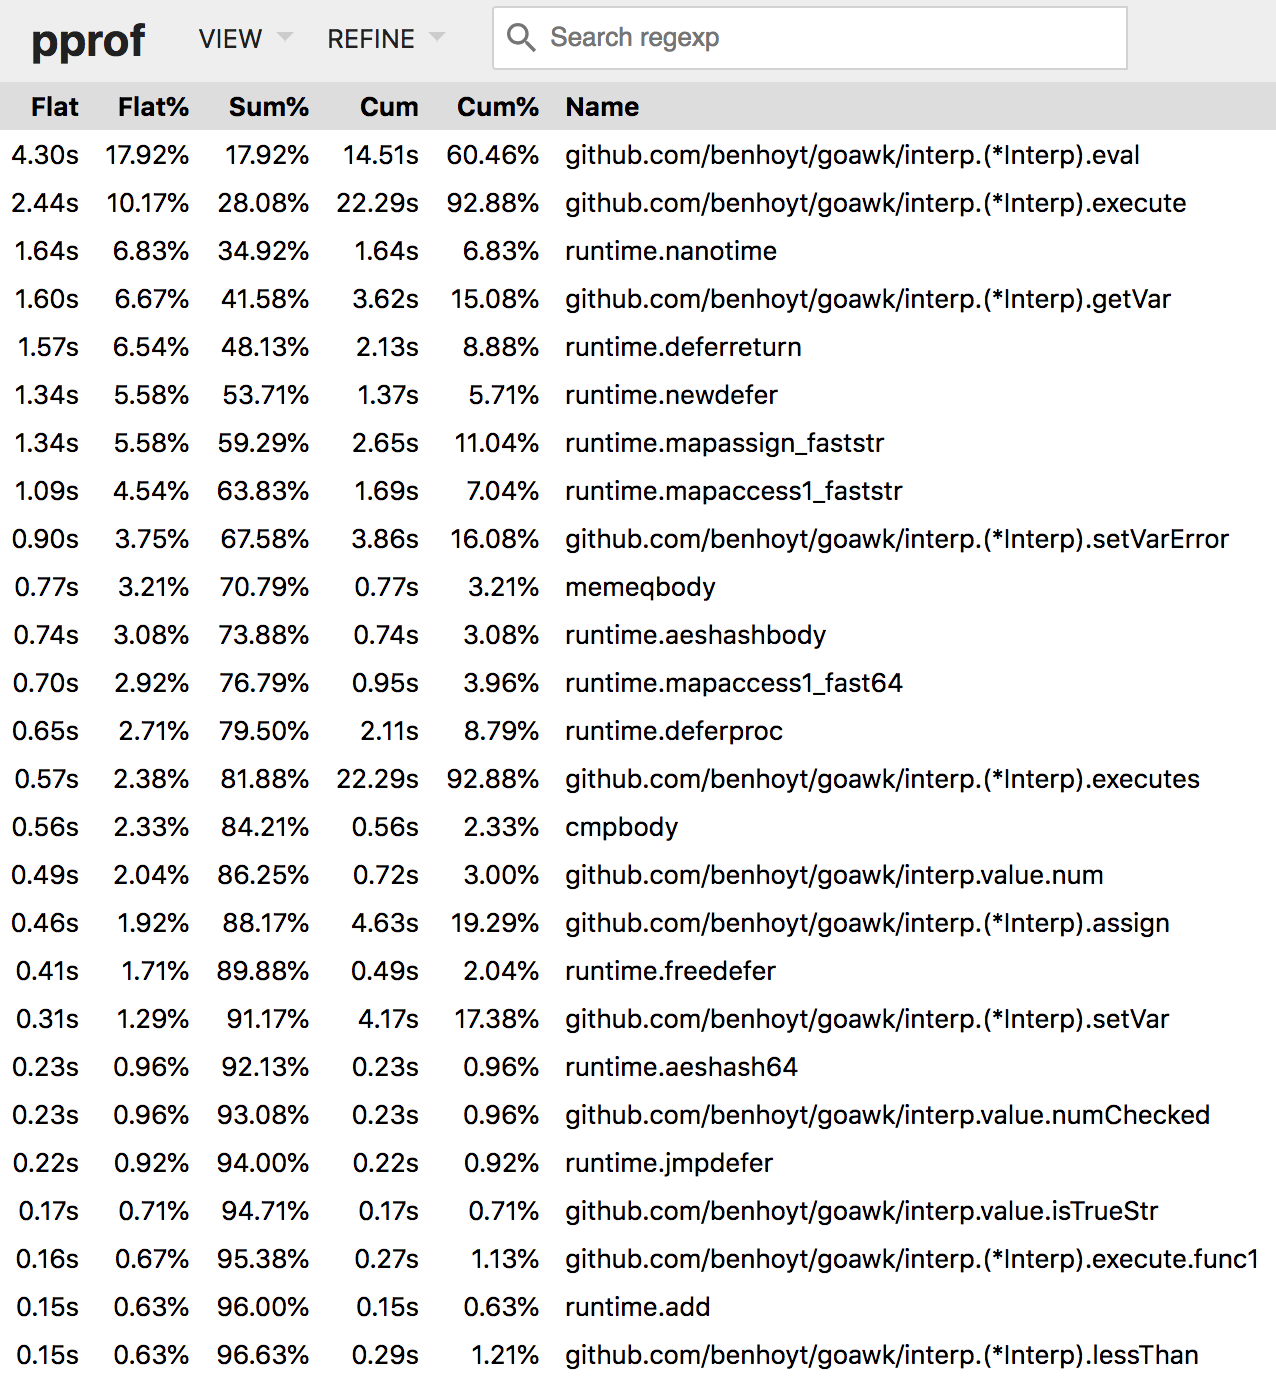 pprof VIEW REFINE Search regexp
Flat Flat% Sum% Cum Cum% Name
4.30s 17.92% 17.92% 14.51s 60.46% github.com/benhoyt/goawk/interp.(*Interp).eval
2.44s 10.17% 28.08% 22.29s 92.88% github.com/benhoyt/goawk/interp.(*Interp).execute
1.64s 6.83% 34.92% 1.64s 6.83% runtime.nanotime
1.60s 6.67% 41.58% 3.62s 15.08% github.com/benhoyt/goawk/interp.(*Interp).getVar
1.57s 6.54% 48.13% 2.13s 8.88% runtime.deferreturn
1.34s 5.58% 53.71% 1.37s 5.71% runtime.newdefer
1.34s 5.58% 59.29% 2.65s 11.04% runtime.mapassign_faststr
1.09s 4.54% 63.83% 1.69s 7.04% runtime.mapaccess1_faststr
0.90s 3.75% 67.58% 3.86s 16.08% github.com/benhoyt/goawk/interp.(*Interp).setVarError
0.77s 3.21% 70.79% 0.77s 3.21% memeqbody
0.74s 3.08% 73.88% 0.74s 3.08% runtime.aeshashbody
0.70s 2.92% 76.79% 0.95s 3.96% runtime.mapaccess1_fast64
0.65s 2.71% 79.50% 2.11s 8.79% runtime.deferproc
0.57s 2.38% 81.88% 22.29s 92.88% github.com/benhoyt/goawk/interp.(*Interp).executes
0.56s 2.33% 84.21% 0.56s 2.33% cmpbody
0.49s 2.04% 86.25% 0.72s 3.00% github.com/benhoyt/goawk/interp.value.num
0.46s 1.92% 88.17% 4.63s 19.29% github.com/benhoyt/goawk/interp.(*Interp).assign
0.41s 1.71% 89.88% 0.49s 2.04% runtime.freedefer
0.31s 1.29% 91.17% 4.17s 17.38% github.com/benhoyt/goawk/interp.(*Interp).setVar
0.23s 0.96% 92.13% 0.23s 0.96% runtime.aeshash64
0.23s 0.96% 93.08% 0.23s 0.96% github.com/benhoyt/goawk/interp.value.numChecked
0.22s 0.92% 94.00% 0.22s 0.92% runtime.jmpdefer
0.17s 0.71% 94.71% 0.17s 0.71% github.com/benhoyt/goawk/interp.value.isTrueStr
0.16s 0.67% 95.38% 0.27s 1.13% github.com/benhoyt/goawk/interp.(*Interp).execute.func1
0.15s 0.63% 96.00% 0.15s 0.63% runtime.add
0.15s 0.63% 96.63% 0.29s 1.21% github.com/benhoyt/goawk/interp.(*Interp).lessThan